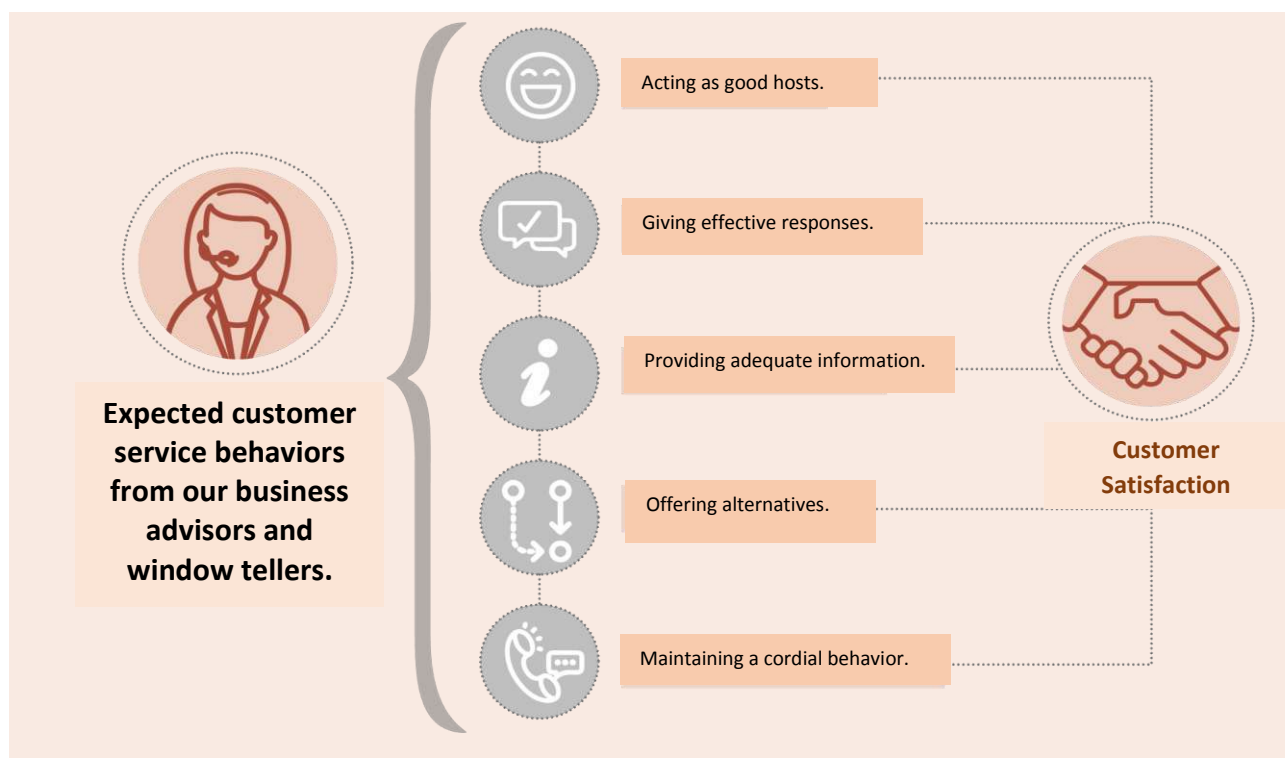 Acting as good hosts.
Giving effective responses.
Providing adequate information.
Offering alternatives.
Maintaining a cordial behavior.
Expected customer
service behaviors
from our business
advisors and
window tellers.
Customer
Satisfaction